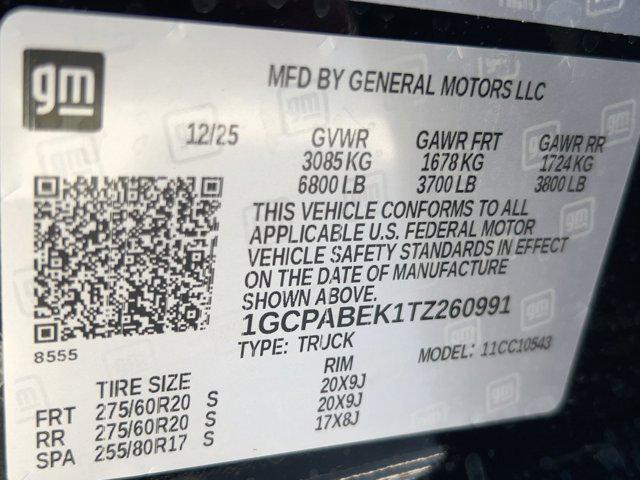 gm
MFD BY GENERAL MOTORS LLC
12/25 GVWR GAWR FRT GAWR RR
3085 KG 1678 KG 1724 KG
6800 LB 3700 LB 3800 LB
THIS VEHICLE CONFORMS TO ALL
APPLICABLE U.S. FEDERAL MOTOR
VEHICLE SAFETY STANDARDS IN EFFECT
ON THE DATE OF MANUFACTURE
SHOWN ABOVE.
1GCPABEK1TZ260991
8555
TYPE: TRUCK MODEL: 11CC10543
TIRE SIZE RIM
FRT 275/60R20 S 20X9J
RR 275/60R20 S 20X9J
SPA 255/80R17 S 17X8J